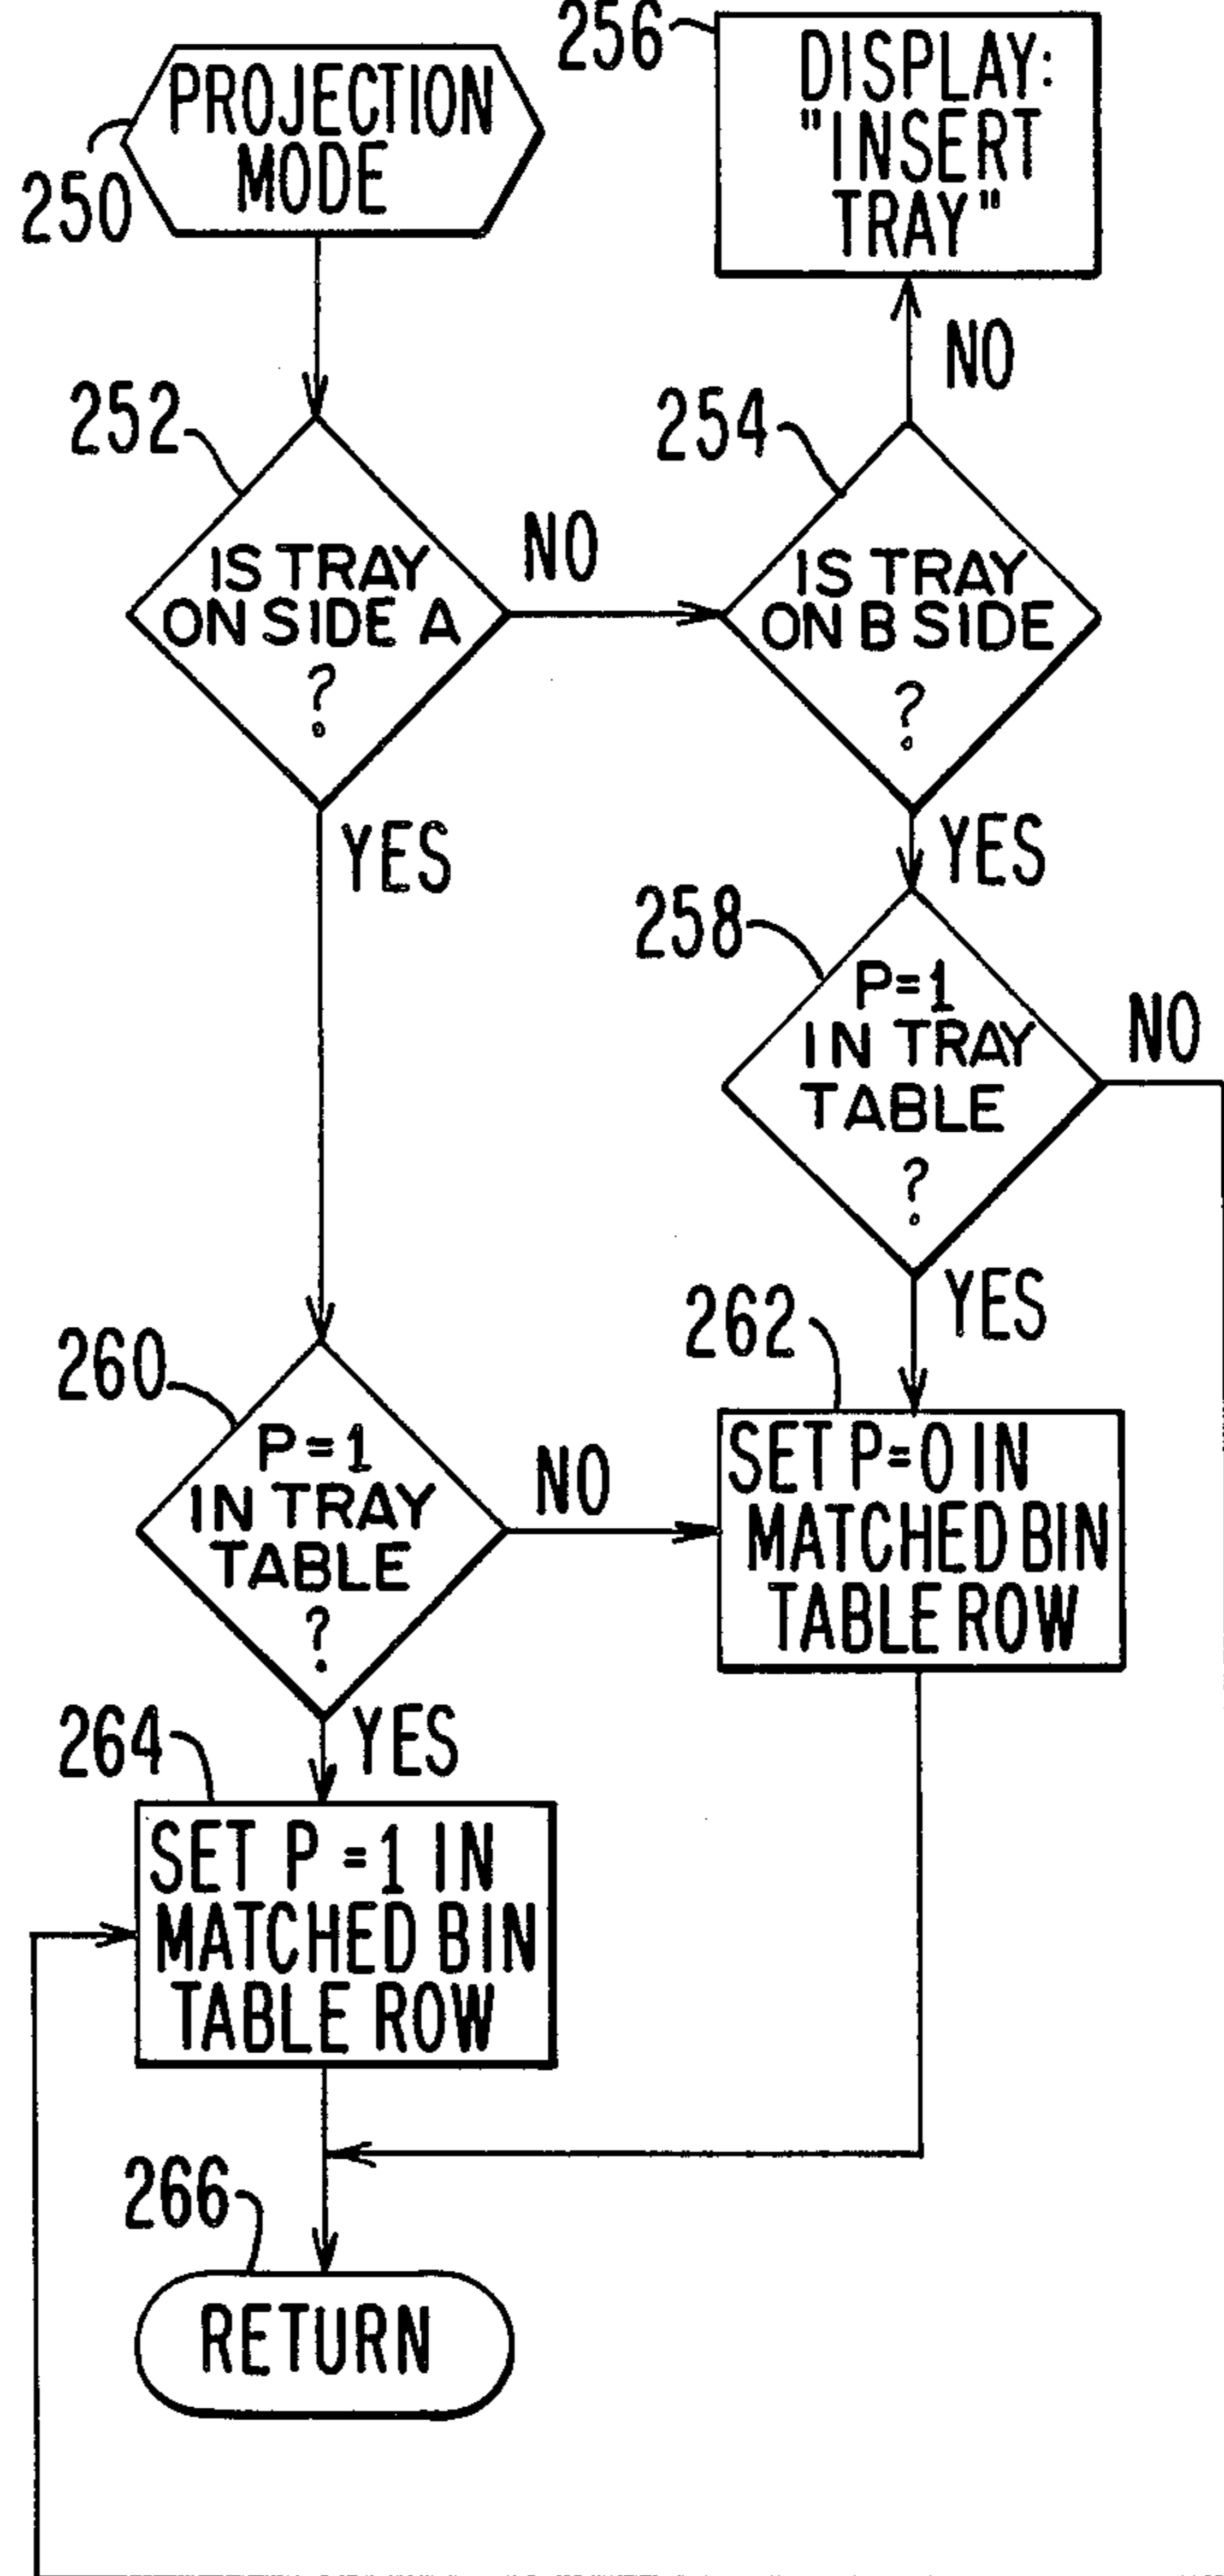 250
PROJECTION
MODE
256
DISPLAY:
"INSERT
TRAY"
NO
252
IS TRAY
ON SIDE A
?
NO
254
IS TRAY
ON B SIDE
?
YES
YES
258
P=1
IN TRAY
TABLE
?
NO
YES
260
P=1
IN TRAY
TABLE
?
NO
262
SET P=0 IN
MATCHED BIN
TABLE ROW
YES
264
SET P =1 IN
MATCHED BIN
TABLE ROW
266
RETURN